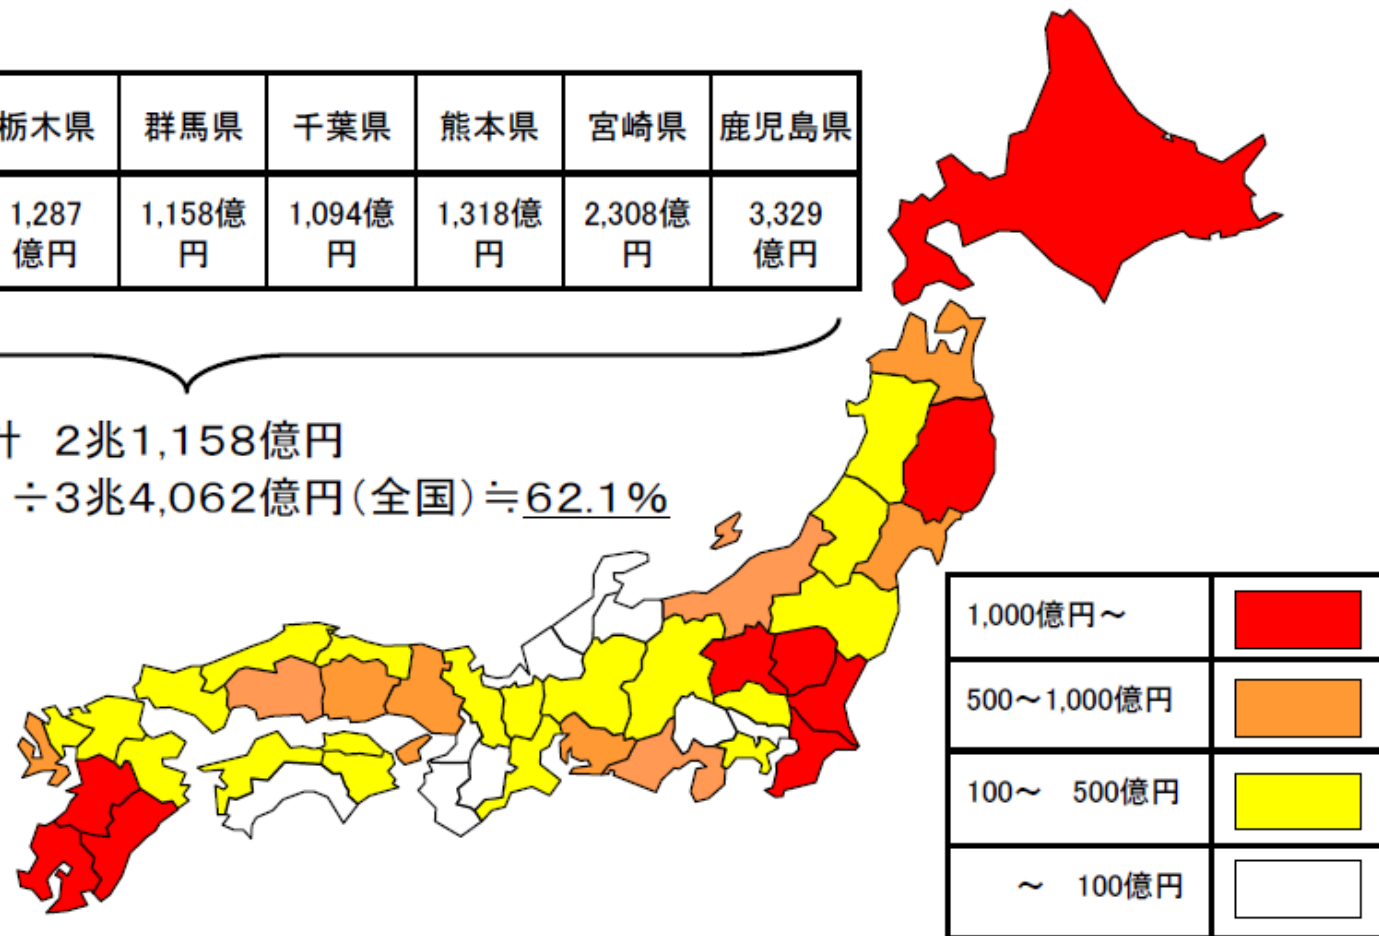 栃木県 群馬県 千葉県 熊本県 宮崎県 鹿児島県
1,287 1,158億 1,094億 1,318億 2,308億 3,329
億円 円 円 円 円 億円
計 2兆1,158億円
÷3兆4,062億円(全国)≒62.1%
1,000億円～
500～1,000億円
100～ 500億円
～ 100億円